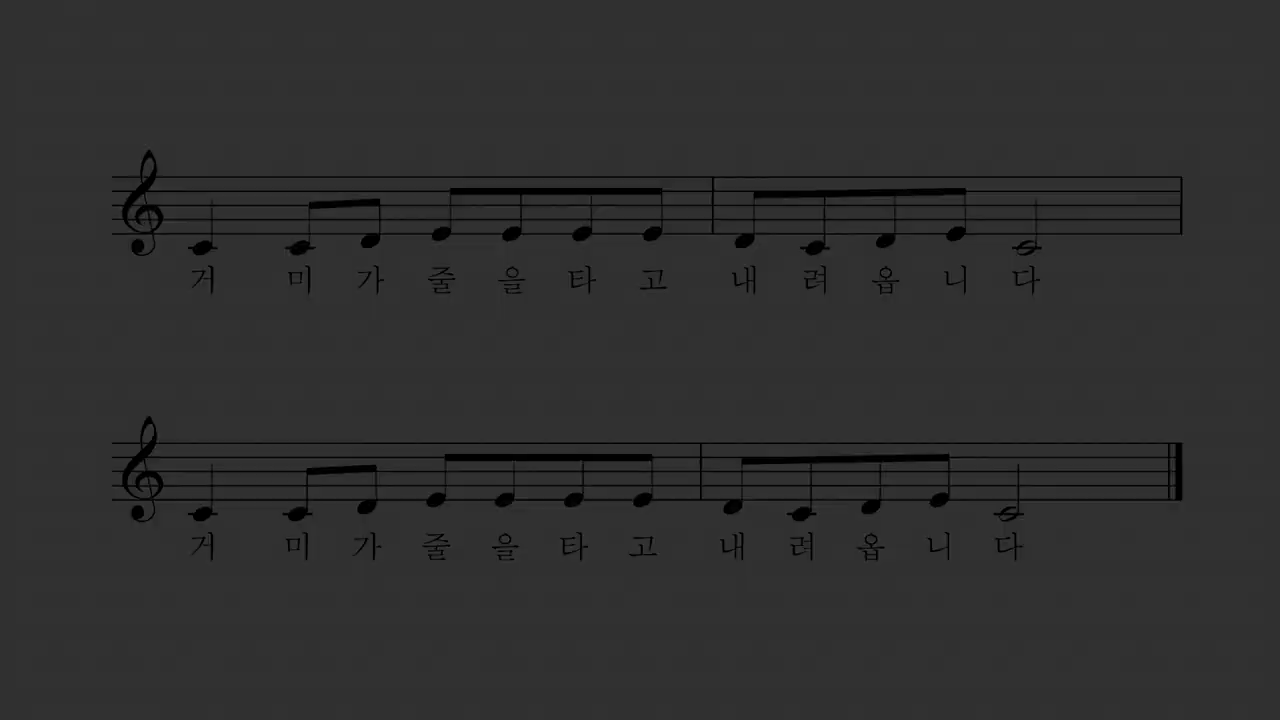 거 미 가 줄 을 타 고 내 려 옵 니 다
거 미 가 줄 을 타 고 내 려 옵 니 다